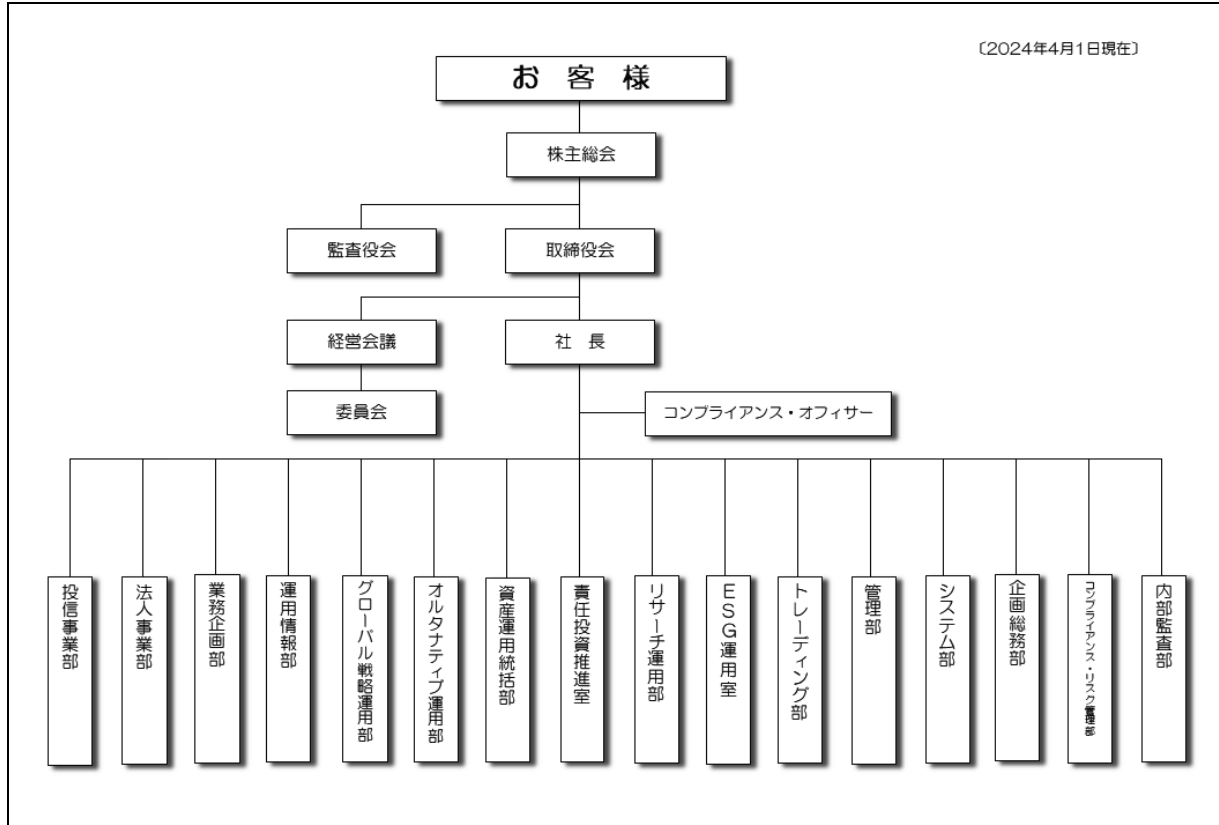 〔2024年4月1日現在〕
お 客 様
株主総会
監査役会
取締役会
経営会議
社 長
委員会
コンプライアンス・オフィサー
投信事業部
法人事業部
業務企画部
運用情報部
グローバル戦略運用部
オルタナティブ運用部
資産運用統括部
責任投資推進室
リサーチ運用部
ESG運用室
トレーディング部
管理部
システム部
企画総務部
コンプライアンス・リスク管理部
内部監査部